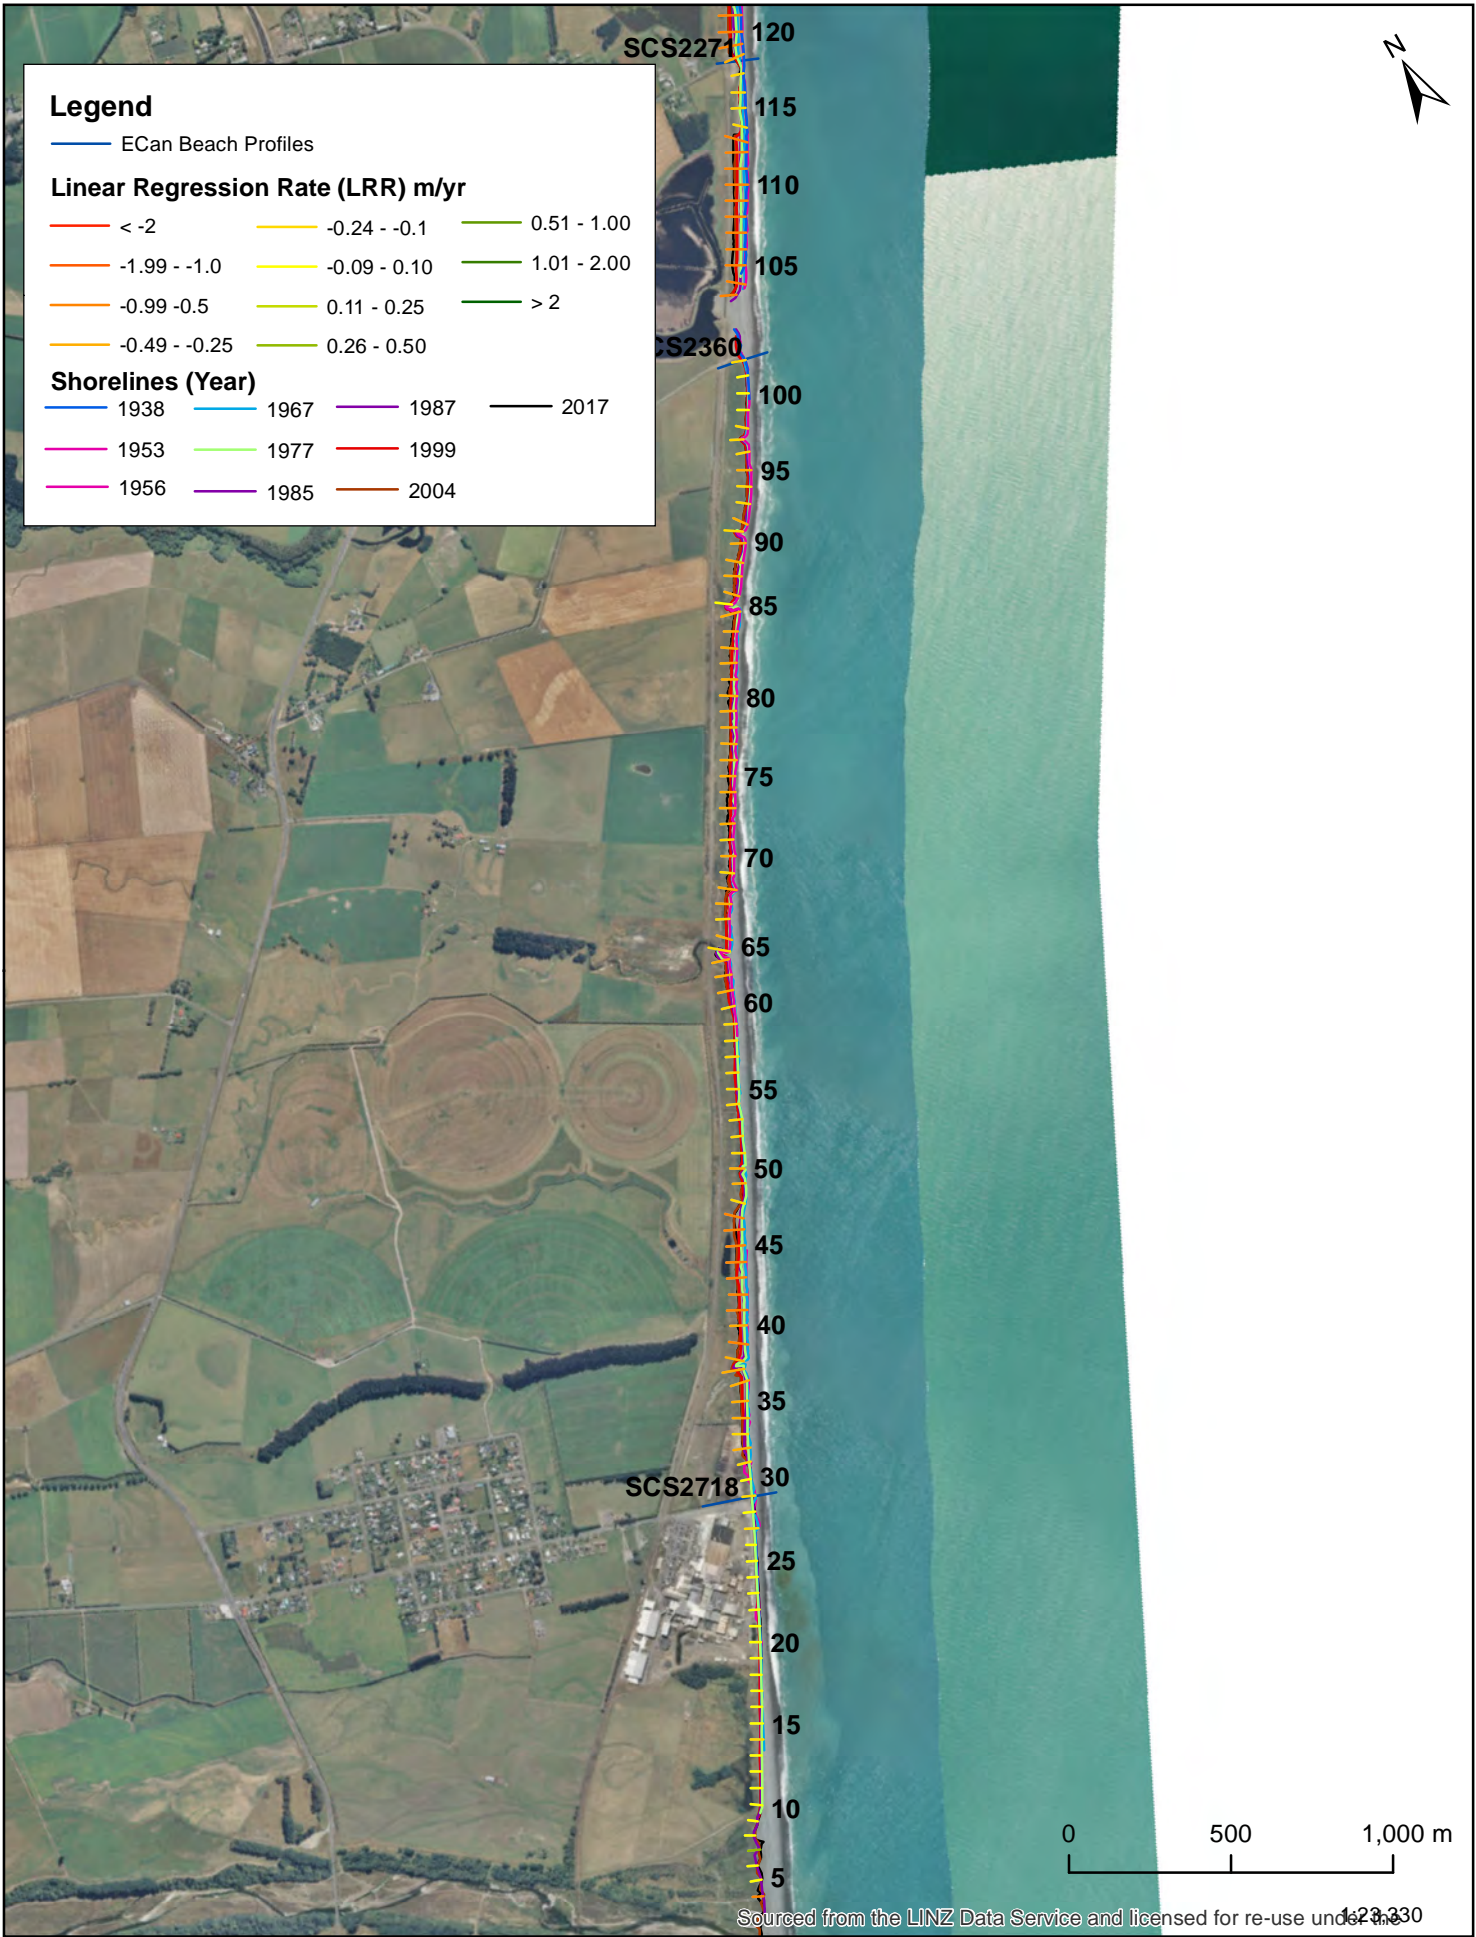 120
SCS2271
N
115
110
105
CS2360
100
95
90
85
80
75
70
65
60
55
50
45
40
35
30
SCS2718
25
20
15
10
5
Legend
ECan Beach Profiles
Linear Regression Rate (LRR) m/yr
< -2
-0.24 - -0.1
0.51 - 1.00
-1.99 - -1.0
-0.09 - 0.10
1.01 - 2.00
-0.99 -0.5
0.11 - 0.25
> 2
-0.49 - -0.25
0.26 - 0.50
Shorelines (Year)
1938
1967
1987
2017
1953
1977
1999
1956
1985
2004
0 500 1,000 m
Sourced from the LINZ Data Service and licensed for re-use under the
1:23,330